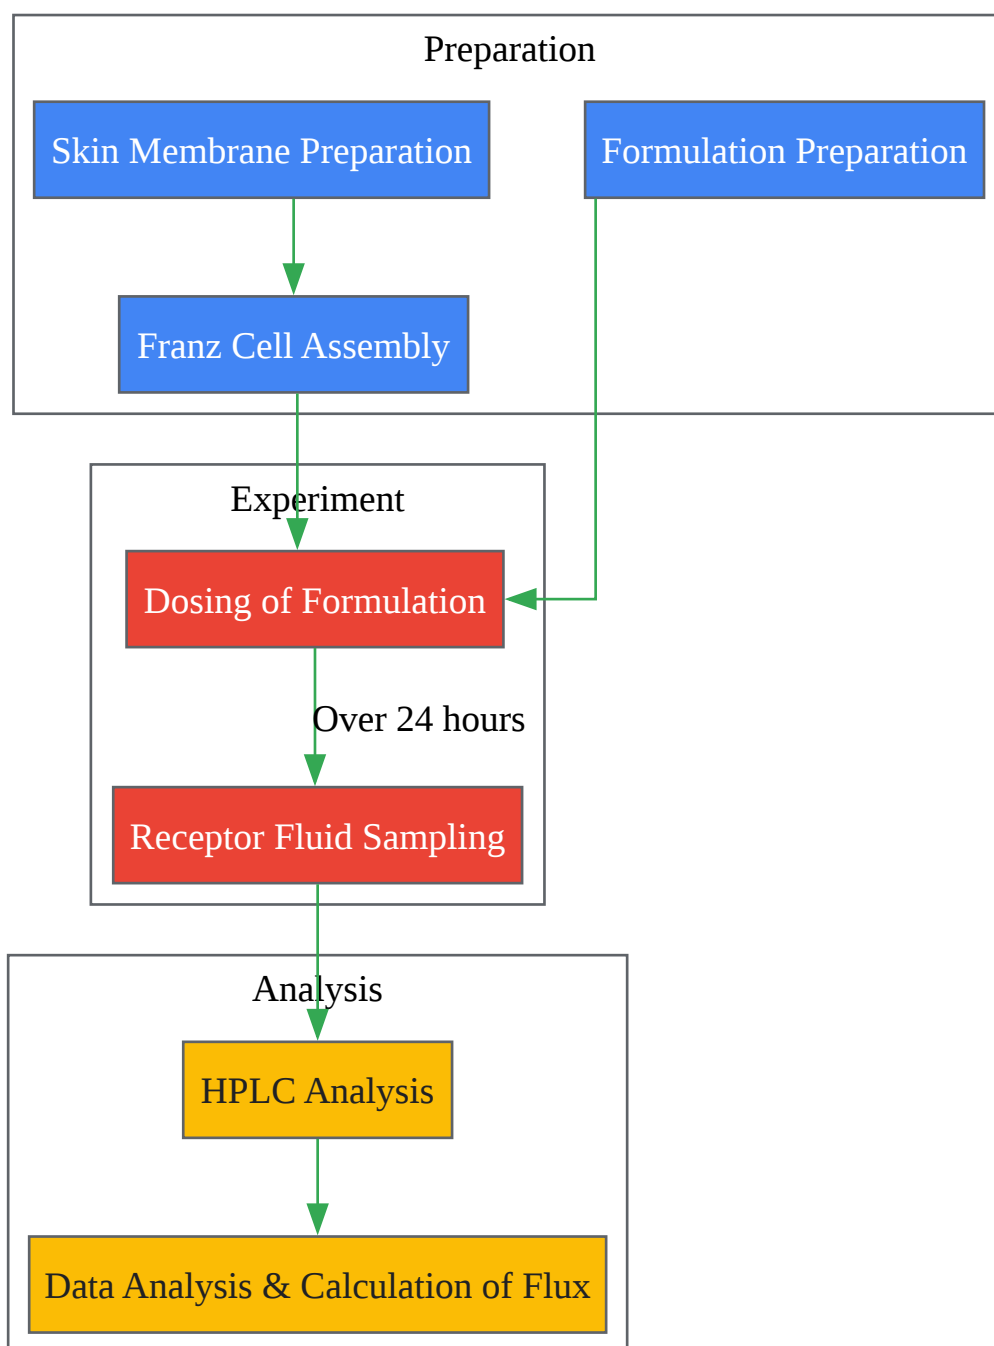 Preparation
Skin Membrane Preparation
Formulation Preparation
Franz Cell Assembly
Experiment
Dosing of Formulation
Over 24 hours
Receptor Fluid Sampling
Analysis
HPLC Analysis
Data Analysis & Calculation of Flux